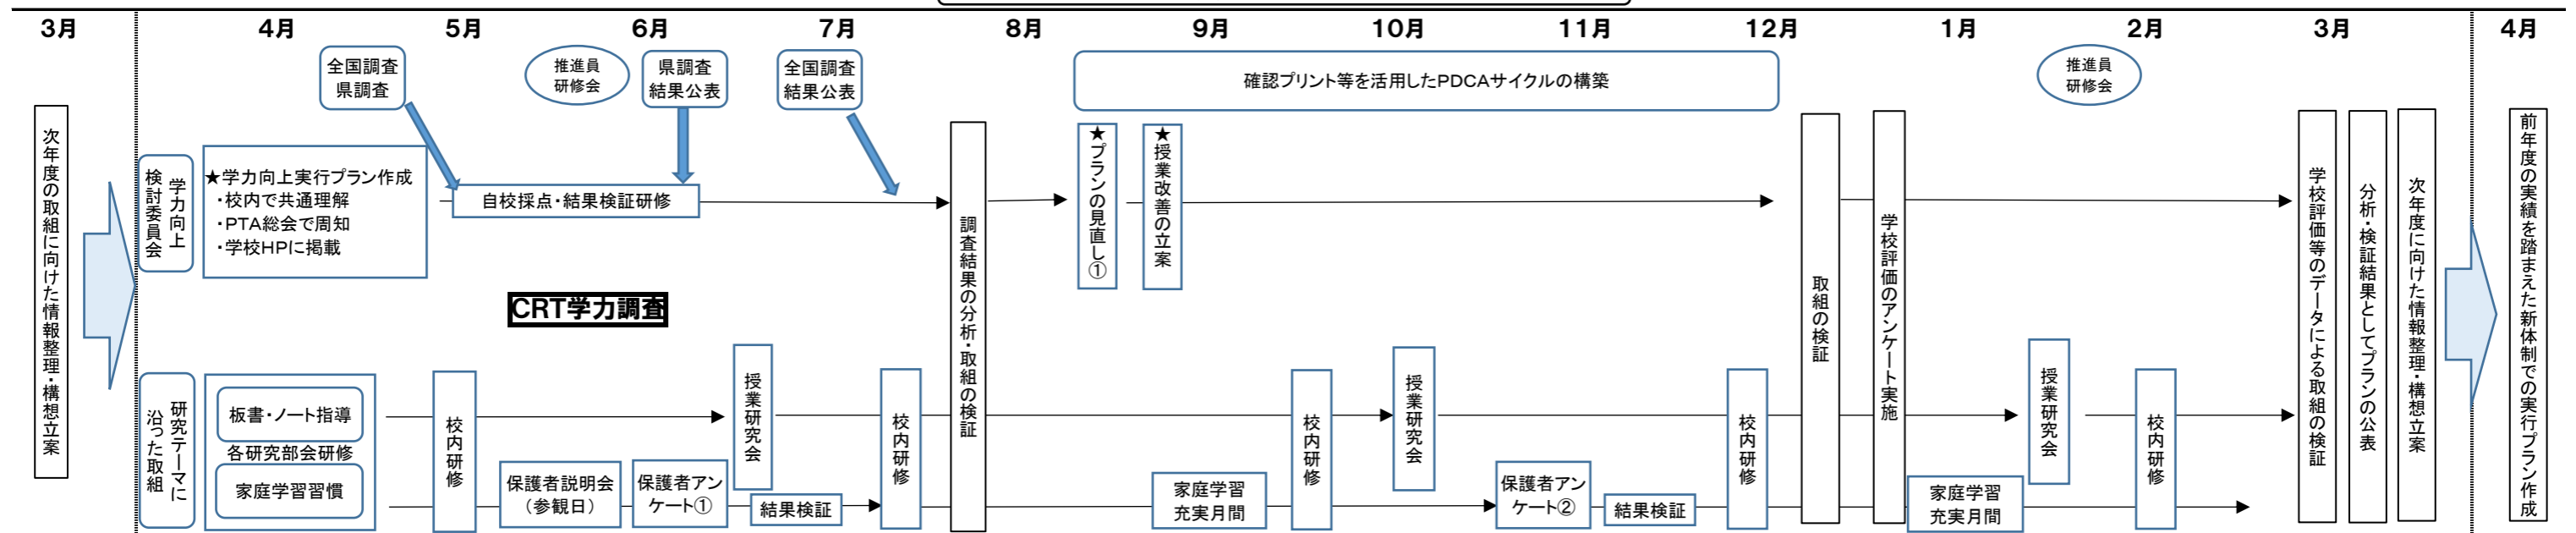 3月
4月
5月
6月
7月
8月
9月
10月
11月
12月
1月
2月
3月
4月
全国調査
県調査
推進員
研修会
県調査
結果公表
全国調査
結果公表
確認プリント等を活用したPDCAサイクルの構築
推進員
研修会
次年度の取組に向けた情報整理・構想立案
学力向上
検討委員会
★学力向上実行プラン作成
・校内で共通理解
・PTA総会で周知
・学校HPに掲載
自校採点・結果検証研修
調査結果の分析・取組の検証
★プランの見直し①
★授業改善の立案
取組の検証
学校評価のアンケート実施
学校評価等のデータによる取組の検証
分析・検証結果としてプランの公表
次年度に向けた情報整理・構想立案
前年度の実績を踏まえた新体制での実行プラン作成
CRT学力調査
研究テーマに
沿った取組
板書・ノート指導
各研究部会研修
家庭学習習慣
校内研修
保護者説明会
（参観日）
保護者アン
ケート①
授業研究会
結果検証
校内研修
家庭学習
充実月間
校内研修
授業研究会
保護者アン
ケート②
結果検証
校内研修
家庭学習
充実月間
授業研究会
校内研修